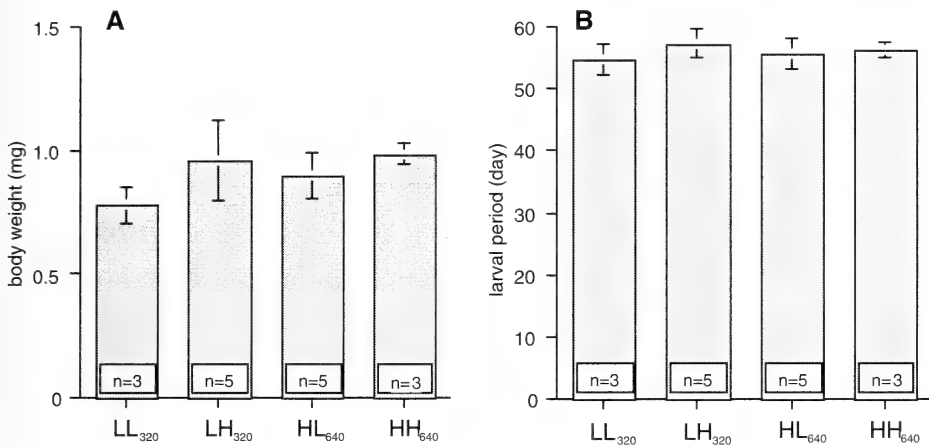 A
1.5
1.0
0.5
0
body weight (mg)
n=3
n=5
n=5
n=3
LL320
LH320
HL640
HH640
B
60
50
40
30
20
10
0
larval period (day)
n=3
n=5
n=5
n=3
LL320
LH320
HL640
HH640